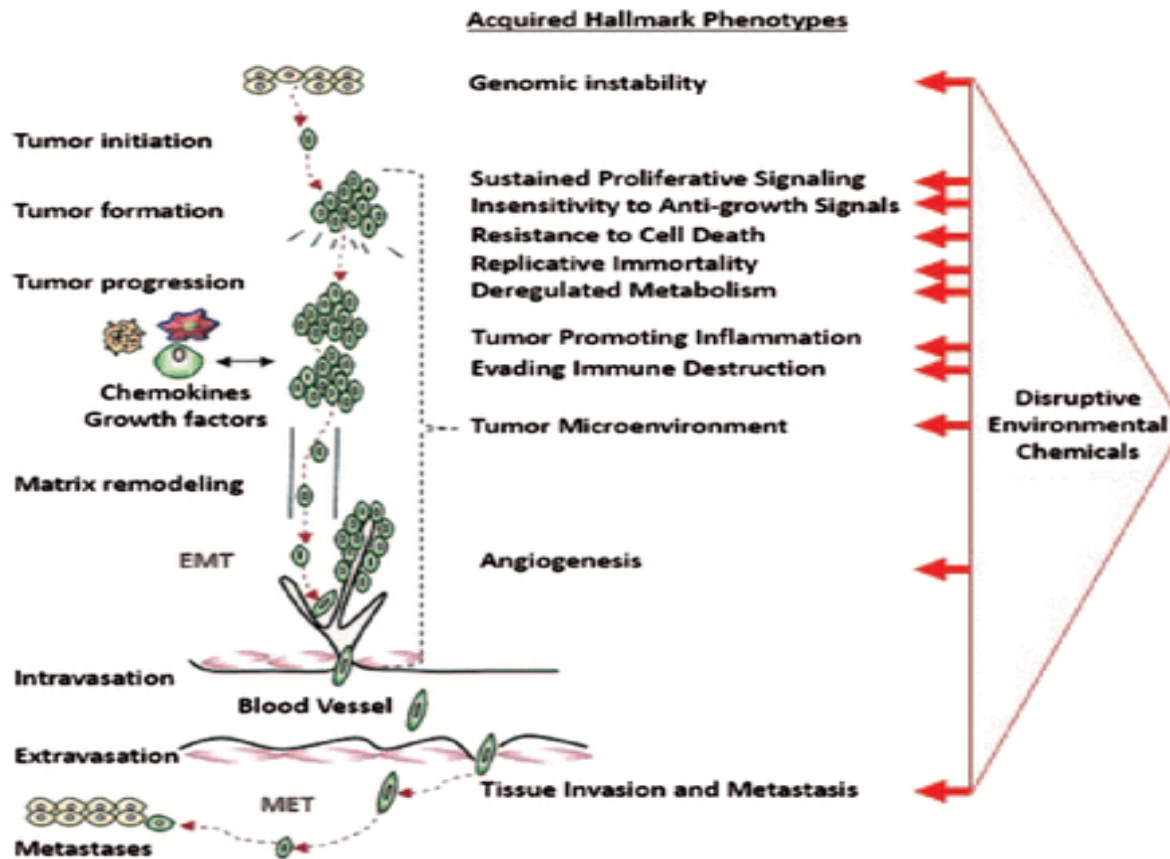 Acquired Hallmark Phenotypes
Genomic instability
Tumor initiation
Sustained Proliferative Signaling
Tumor formation
Insensitivity to Anti-growth Signals
Resistance to Cell Death
Replicative Immortality
Tumor progression
Deregulated Metabolism
Tumor Promoting Inflammation
Evading Immune Destruction
Chemokines
Growth factors
Tumor Microenvironment
Disruptive
Environmental
Chemicals
Matrix remodeling
EMT
Angiogenesis
Intravasation
Blood Vessel
Extravasation
Tissue Invasion and Metastasis
MET
Metastases